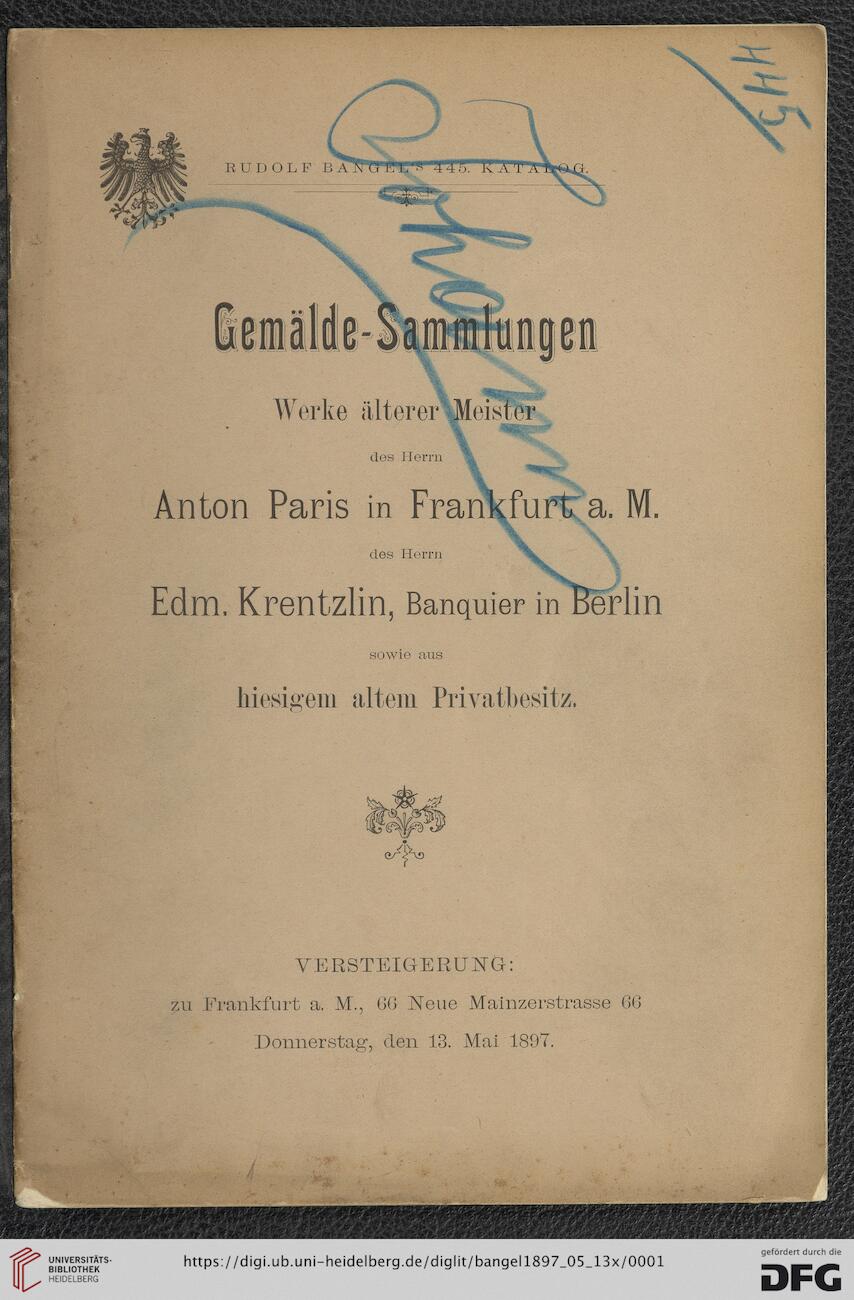 445
RUDOLF BANGEL'S 445. KATALOG.
Gemälde-Sammlungen
Werke älterer Meister
des Herrn
Anton Paris in Frankfurt a. M.
des Herrn
Edm. Krentzlin, Banquier in Berlin
sowie aus
hiesigem altem Privatbesitz.
VERSTEIGERUNG:
zu Frankfurt a. M., 66 Neue Mainzerstrasse 66
Donnerstag, den 13. Mai 1897.
UNIVERSITÄTS-
BIBLIOTHEK
HEIDELBERG
https://digi.ub.uni-heidelberg.de/diglit/bangel1897_05_13x/0001
gefördert durch die
DFG